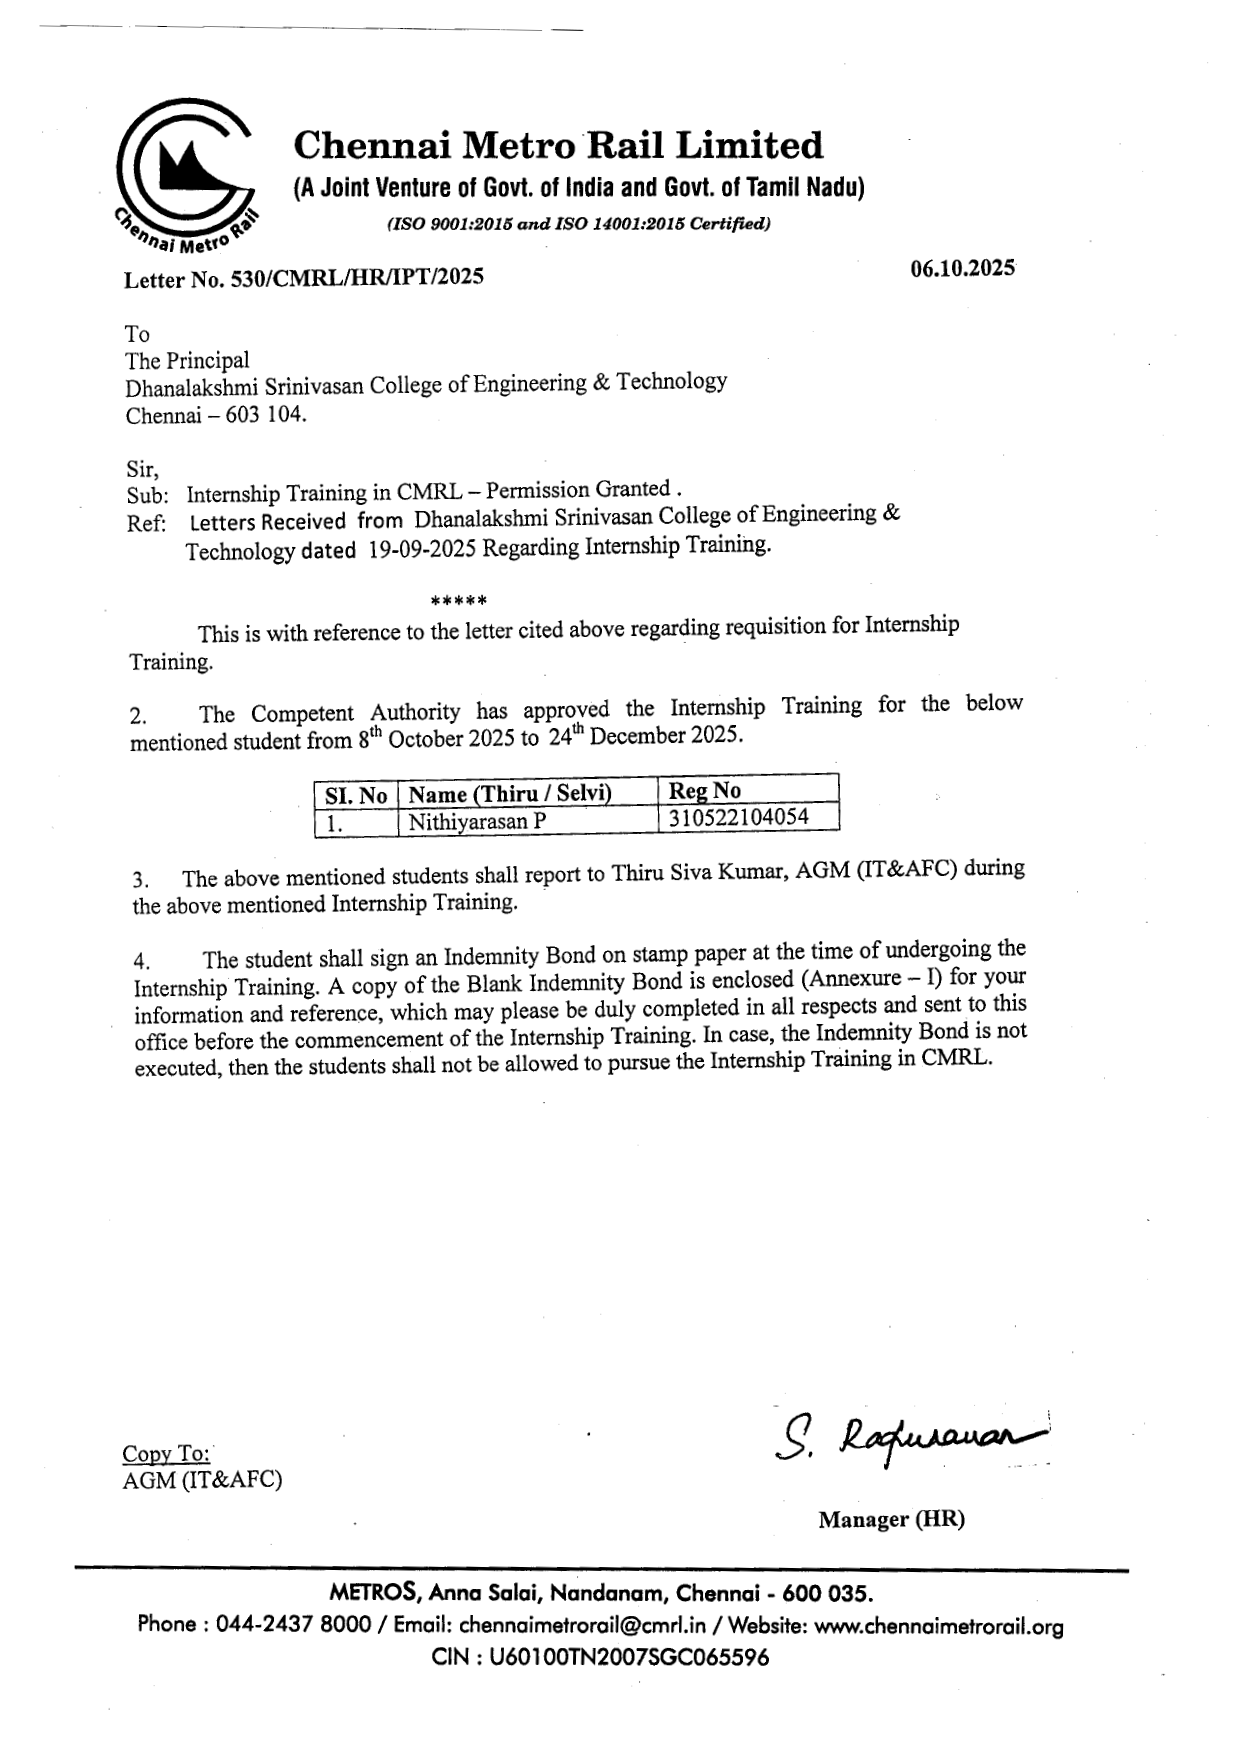 Chennai Metro Rail
Chennai Metro Rail Limited
(A Joint Venture of Govt. of India and Govt. of Tamil Nadu)
(ISO 9001:2015 and ISO 14001:2015 Certified)
Letter No. 530/CMRL/HR/IPT/2025
06.10.2025
To
The Principal
Dhanalakshmi Srinivasan College of Engineering & Technology
Chennai – 603 104.
Sir,
Sub: Internship Training in CMRL – Permission Granted .
Ref: Letters Received from Dhanalakshmi Srinivasan College of Engineering &
Technology dated 19-09-2025 Regarding Internship Training.
*****
This is with reference to the letter cited above regarding requisition for Internship
Training.
2. The Competent Authority has approved the Internship Training for the below
mentioned student from 8th October 2025 to 24th December 2025.
SI. No Name (Thiru / Selvi) Reg No
1. Nithiyarasan P 310522104054
3. The above mentioned students shall report to Thiru Siva Kumar, AGM (IT&AFC) during
the above mentioned Internship Training.
4. The student shall sign an Indemnity Bond on stamp paper at the time of undergoing the
Internship Training. A copy of the Blank Indemnity Bond is enclosed (Annexure – I) for your
information and reference, which may please be duly completed in all respects and sent to this
office before the commencement of the Internship Training. In case, the Indemnity Bond is not
executed, then the students shall not be allowed to pursue the Internship Training in CMRL.
S.
Copy To:
AGM (IT&AFC)
Manager (HR)
METROS, Anna Salai, Nandanam, Chennai - 600 035.
Phone : 044-2437 8000 / Email: chennaimetrorail@cmrl.in / Website: www.chennaimetrorail.org
CIN : U60100TN2007SGC065596